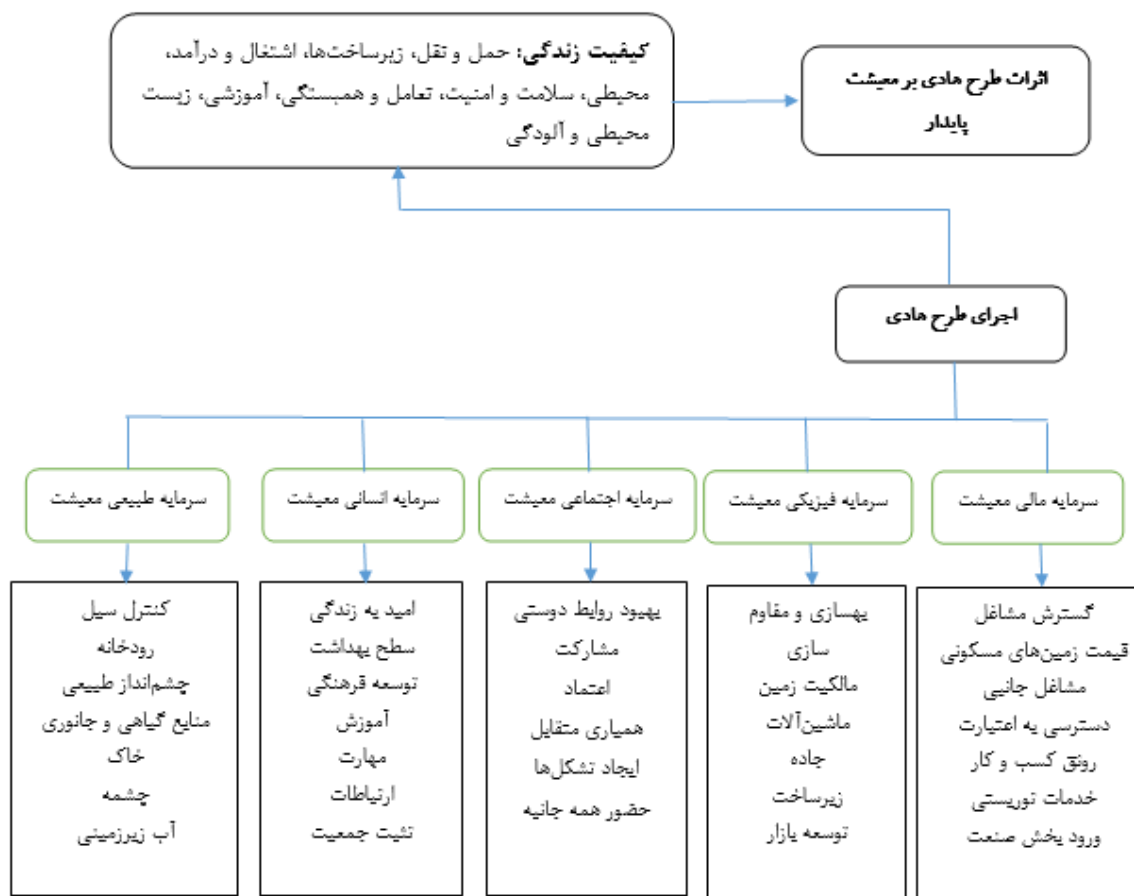 کیفیت زندگی: حمل و نقل، زیرساخت‌ها، اشتغال و درآمد،
محیطی، سلامت و امنیت، تعامل و همبستگی، آموزشی، زیست
محیطی و آلودگی
اثرات طرح هادی بر معیشت
پایدار
اجرای طرح هادی
سرمایه مالی معیشت
سرمایه فیزیکی معیشت
سرمایه اجتماعی معیشت
سرمایه انسانی معیشت
سرمایه طبیعی معیشت
گسترش مشاغل
قیمت زمین‌های مسکونی
مشاغل جانبی
دسترسی به اعتبارت
رونق کسب و کار
خدمات توریستی
ورود بخش صنعت
بهسازی و مقاوم
سازی
مالکیت زمین
ماشین‌آلات
جاده
زیرساخت
توسعه بازار
بهبود روابط دوستی
مشارکت
اعتماد
همیاری متقابل
ایجاد تشکل‌ها
حضور همه جانبه
امید به زندگی
سطح بهداشت
توسعه فرهنگی
آموزش
مهارت
ارتباطات
تثبیت جمعیت
کنترل سیل
رودخانه
چشم‌انداز طبیعی
منابع گیاهی و جانوری
خاک
چشمه
آب زیرزمینی